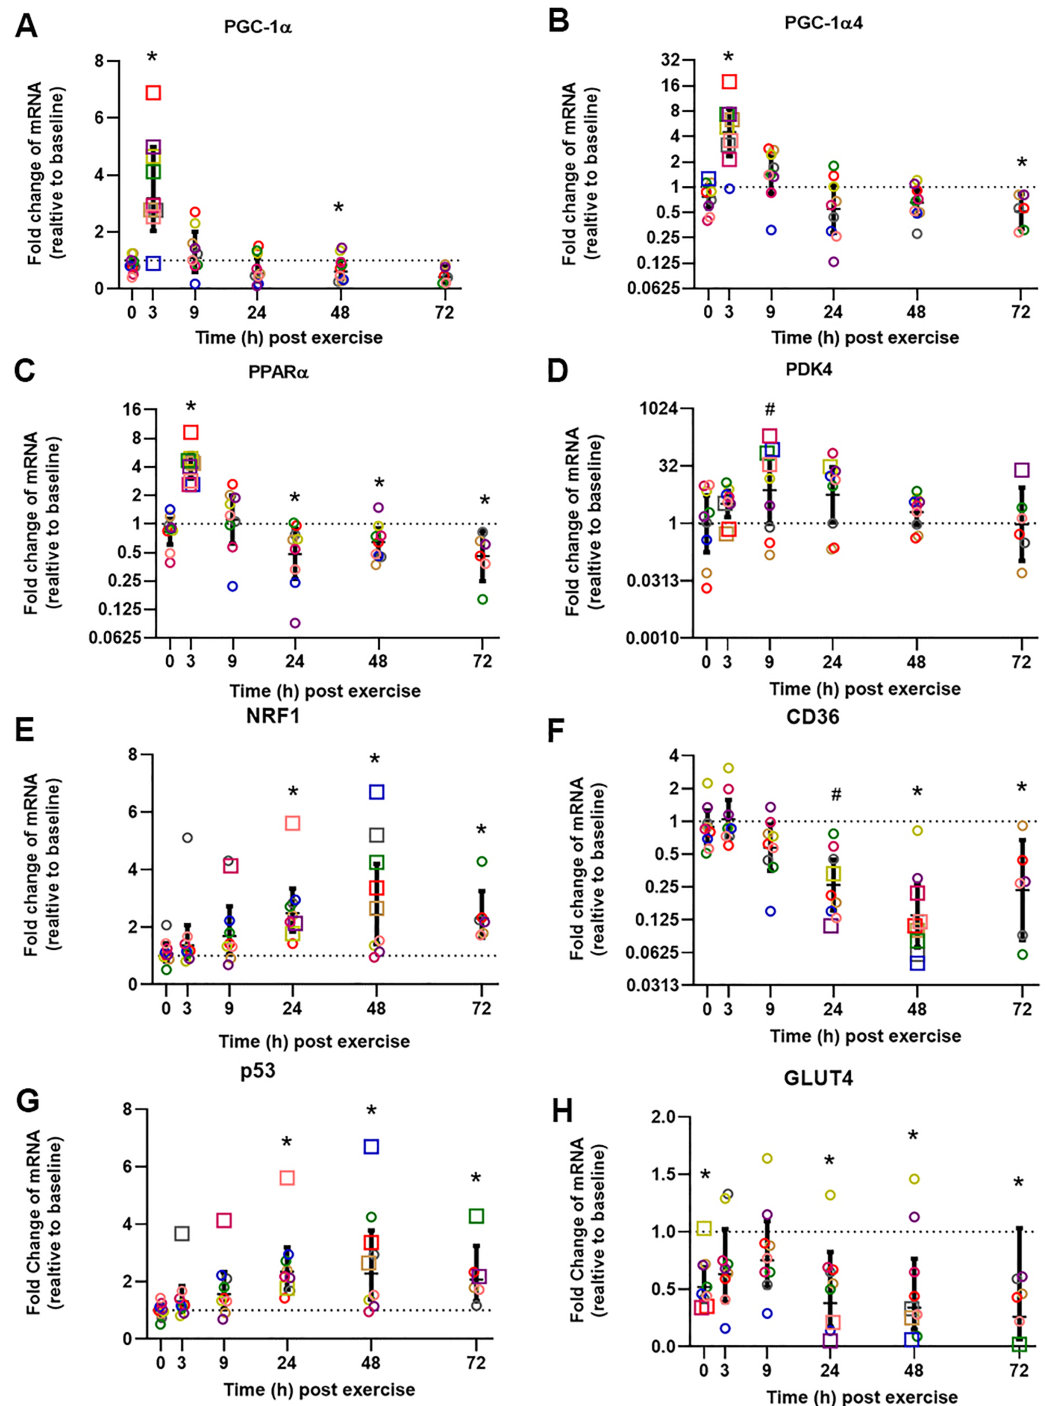 A
PGC-1α
Fold change of mRNA
(realtive to baseline)
8
6
4
2
0
*
*
0 3 9 24 48 72
Time (h) post exercise
B
PGC-1α4
Fold change of mRNA
(realtive to baseline)
32
16
8
4
2
1
0.5
0.25
0.125
0.0625
*
*
0 3 9 24 48 72
Time (h) post exercise
C
PPARα
Fold change of mRNA
(realtive to baseline)
16
8
4
2
1
0.5
0.25
0.125
0.0625
*
*
*
*
0 3 9 24 48 72
Time (h) post exercise
D
PDK4
Fold change of mRNA
(realtive to baseline)
1024
32
1
0.0313
0.0010
#
0 3 9 24 48 72
Time (h) post exercise
E
NRF1
Fold change of mRNA
(realtive to baseline)
8
6
4
2
0
*
*
*
0 3 9 24 48 72
Time (h) post exercise
F
CD36
Fold change of mRNA
(realtive to baseline)
4
2
1
0.5
0.25
0.125
0.0625
0.0313
#
*
*
0 3 9 24 48 72
Time (h) post exercise
G
p53
Fold Change of mRNA
(realtive to baseline)
8
6
4
2
0
*
*
*
0 3 9 24 48 72
Time (h) post exercise
H
GLUT4
Fold Change of mRNA
(realtive to baseline)
2.0
1.5
1.0
0.5
0.0
*
*
*
*
0 3 9 24 48 72
Time (h) post exercise